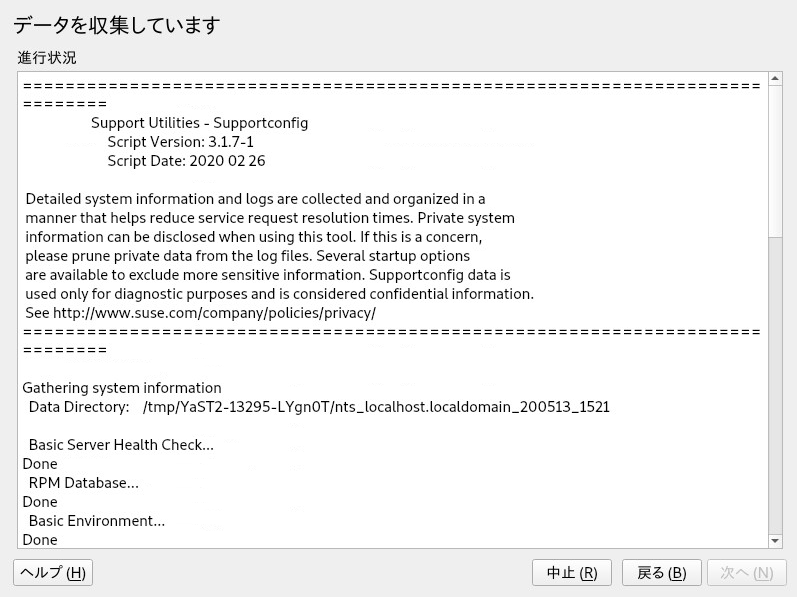 データを収集しています
進行状況
======================================================================
========
Support Utilities - Supportconfig
Script Version: 3.1.7-1
Script Date: 2020 02 26
Detailed system information and logs are collected and organized in a
manner that helps reduce service request resolution times. Private system
information can be disclosed when using this tool. If this is a concern,
please prune private data from the log files. Several startup options
are available to exclude more sensitive information. Supportconfig data is
used only for diagnostic purposes and is considered confidential information.
See http://www.suse.com/company/policies/privacy/
======================================================================
========
Gathering system information
Data Directory: /tmp/YaST2-13295-LYgn0T/nts_localhost.localdomain_200513_1521
Basic Server Health Check...
Done
RPM Database...
Done
Basic Environment...
Done
ヘルプ (H) 中止 (R) 戻る (B) 次へ (N)